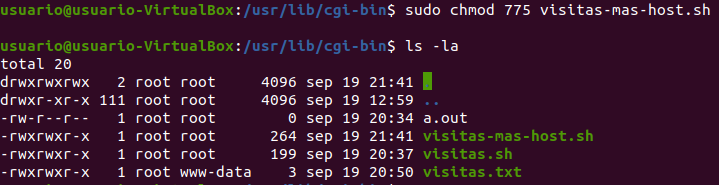 usuario@usuario-VirtualBox:/usr/lib/cgi-bin$ sudo chmod 775 visitas-mas-host.sh
usuario@usuario-VirtualBox:/usr/lib/cgi-bin$ ls -la
total 20
drwxrwxrwx   2 root root      4096 sep 19 21:41 .
drwxr-xr-x 111 root root      4096 sep 19 12:59 ..
-rw-r--r--   1 root root         0 sep 19 20:34 a.out
-rwxrwxr-x   1 root root       264 sep 19 21:41 visitas-mas-host.sh
-rwxrwxr-x   1 root root       199 sep 19 20:37 visitas.sh
-rwxrwxr-x   1 root www-data     3 sep 19 20:50 visitas.txt